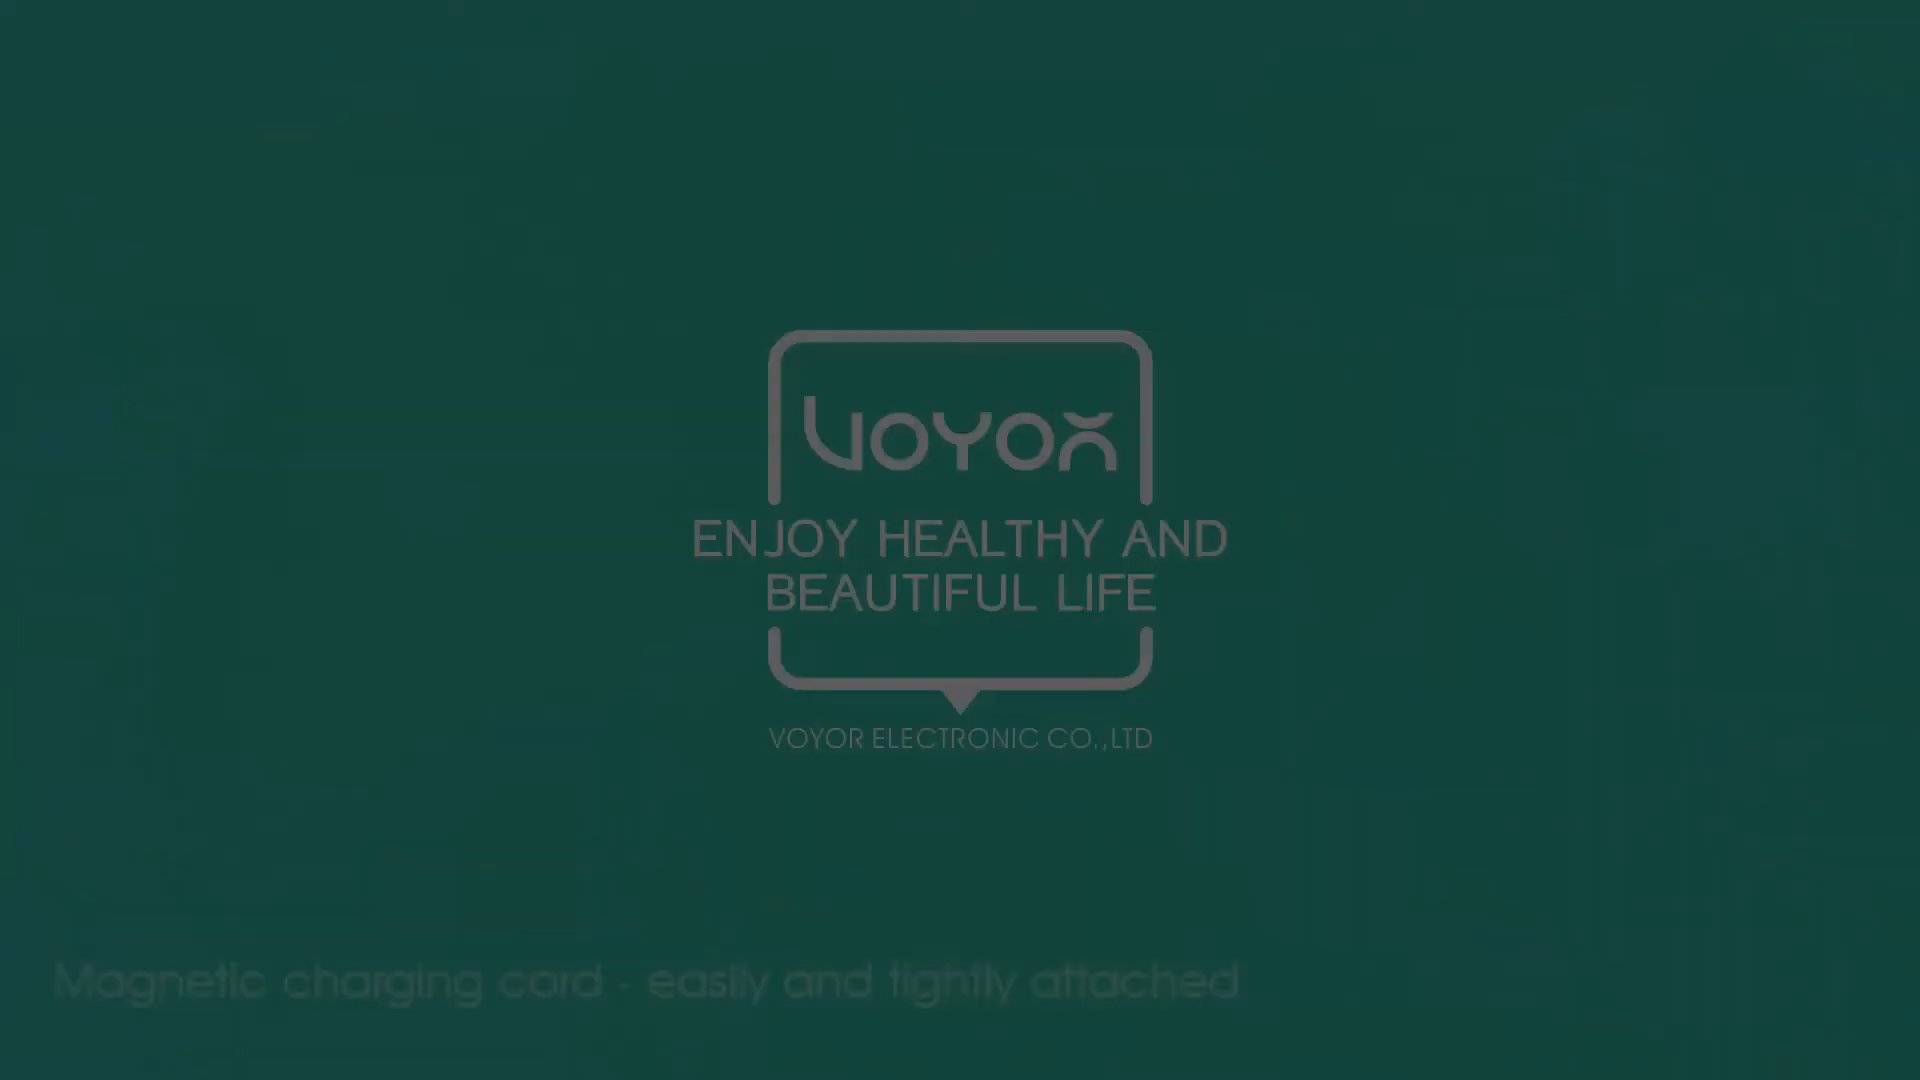 VOYOR
ENJOY HEALTHY AND
BEAUTIFUL LIFE
VOYOR ELECTRONIC CO.,LTD
Magnetic charging cord - easily and tightly attached